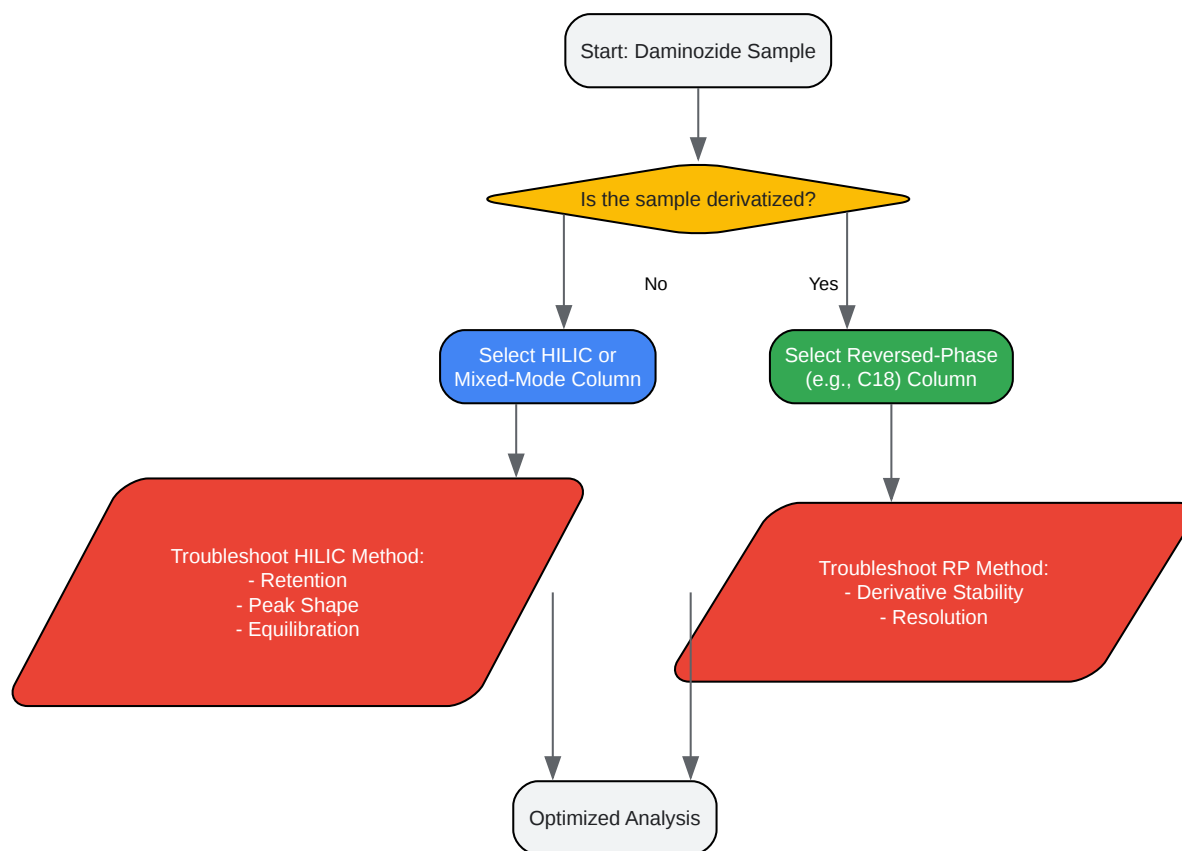 Start: Daminozide Sample
Is the sample derivatized?
No
Yes
Select HILIC or
Mixed-Mode Column
Select Reversed-Phase
(e.g., C18) Column
Troubleshoot HILIC Method:
- Retention
- Peak Shape
- Equilibration
Troubleshoot RP Method:
- Derivative Stability
- Resolution
Optimized Analysis